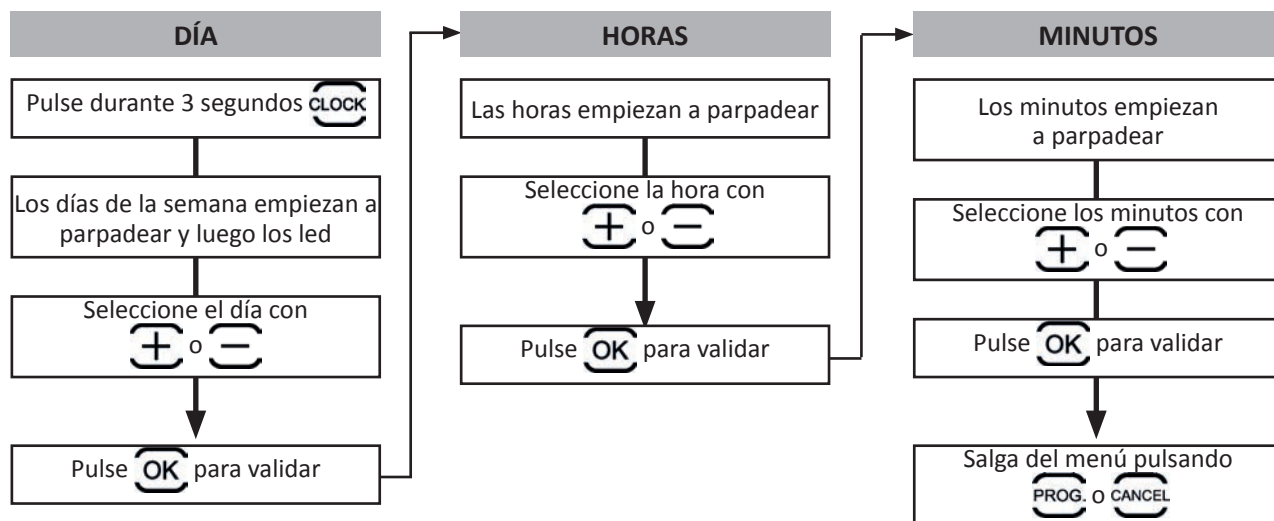 DÍA
Pulse durante 3 segundos CLOCK
Los días de la semana empiezan a
parpadear y luego los led
Seleccione el día con
+ o −
Pulse OK para validar
HORAS
Las horas empiezan a parpadear
Seleccione la hora con
+ o −
Pulse OK para validar
MINUTOS
Los minutos empiezan
a parpadear
Seleccione los minutos con
+ o −
Pulse OK para validar
Salga del menú pulsando
PROG. o CANCEL